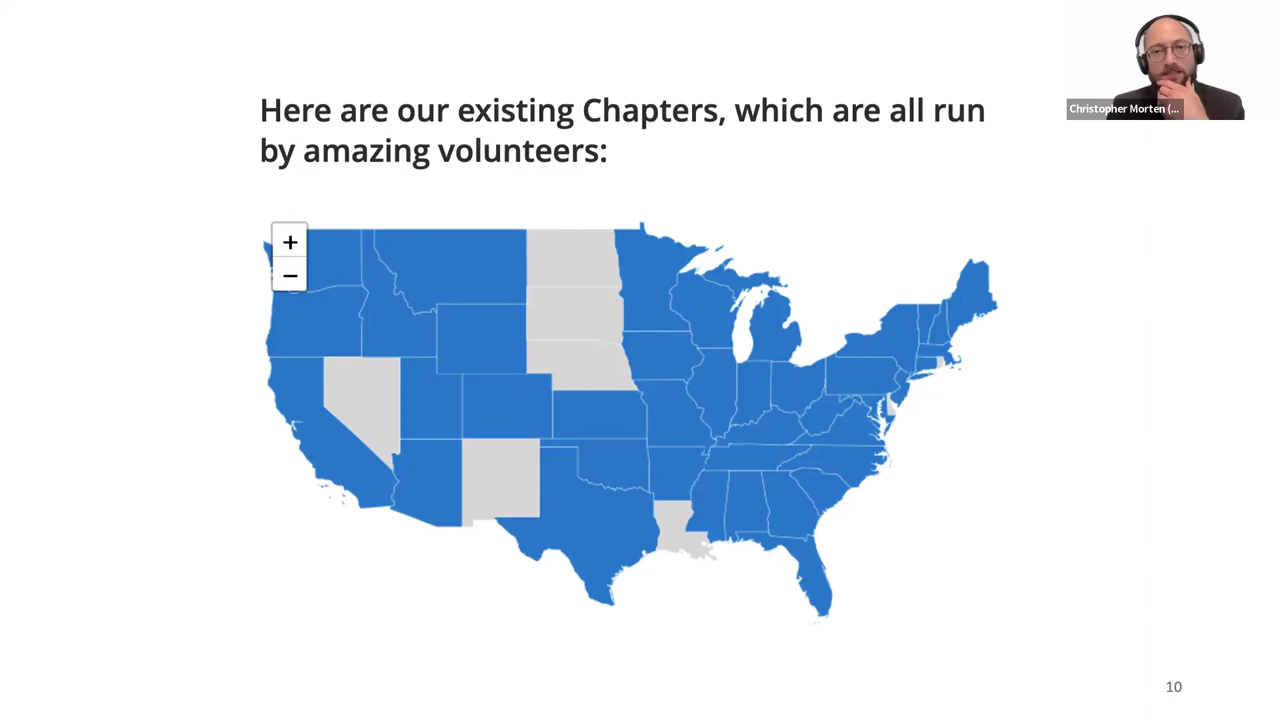 Here are our existing Chapters, which are all run
by amazing volunteers:
Christopher Morten (...
+
−
10